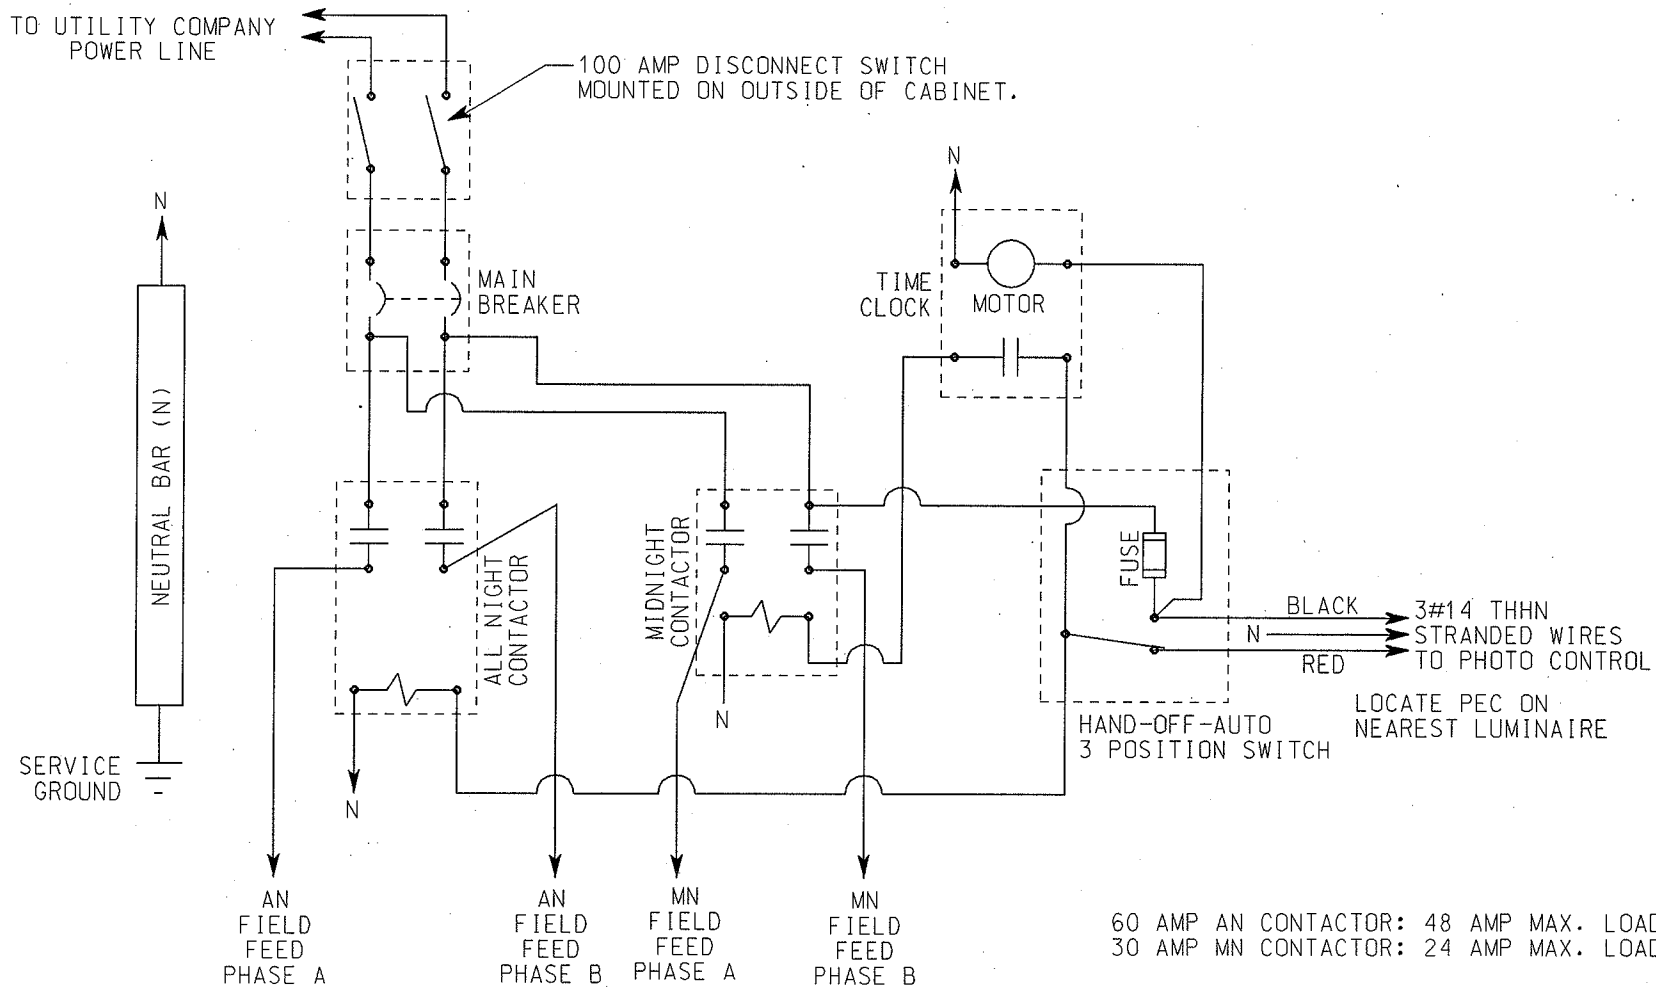 TO UTILITY COMPANY
POWER LINE
100 AMP DISCONNECT SWITCH
MOUNTED ON OUTSIDE OF CABINET.
N
N
MAIN
BREAKER
TIME
CLOCK
MOTOR
NEUTRAL BAR (N)
ALL NIGHT
CONTACTOR
MIDNIGHT
CONTACTOR
FUSE
BLACK
N
RED
3#14 THHN
STRANDED WIRES
TO PHOTO CONTROL
LOCATE PEC ON
NEAREST LUMINAIRE
HAND-OFF-AUTO
3 POSITION SWITCH
N
SERVICE
GROUND
N
AN
FIELD
FEED
PHASE A
AN
FIELD
FEED
PHASE B
MN
FIELD
FEED
PHASE A
MN
FIELD
FEED
PHASE B
60 AMP AN CONTACTOR: 48 AMP MAX. LOAD
30 AMP MN CONTACTOR: 24 AMP MAX. LOAD